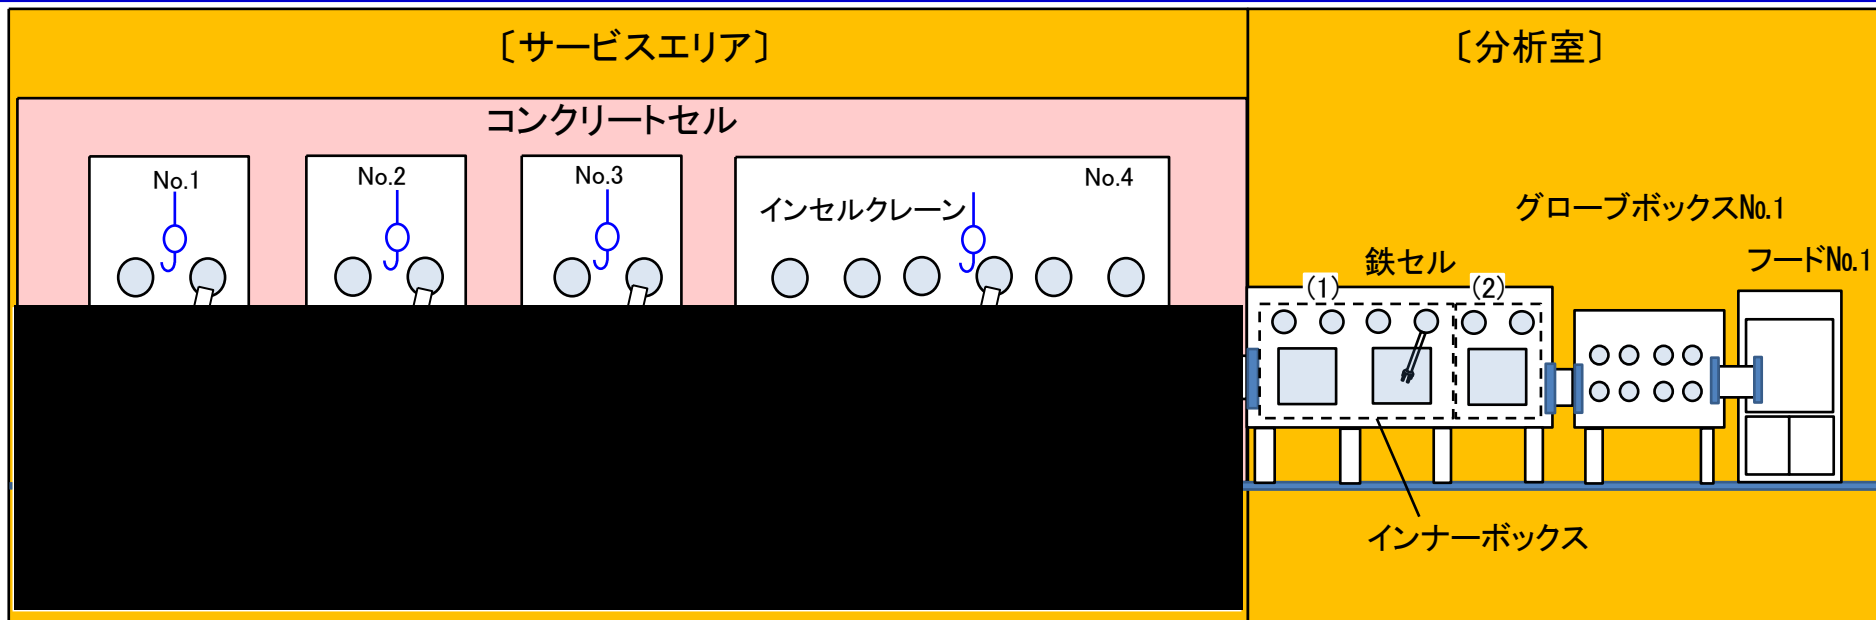 〔サービスエリア〕
〔分析室〕
コンクリートセル
No.1
No.2
No.3
No.4
インセルクレーン
グローブボックス№1
鉄セル
フード№1
(1)
(2)
インナーボックス